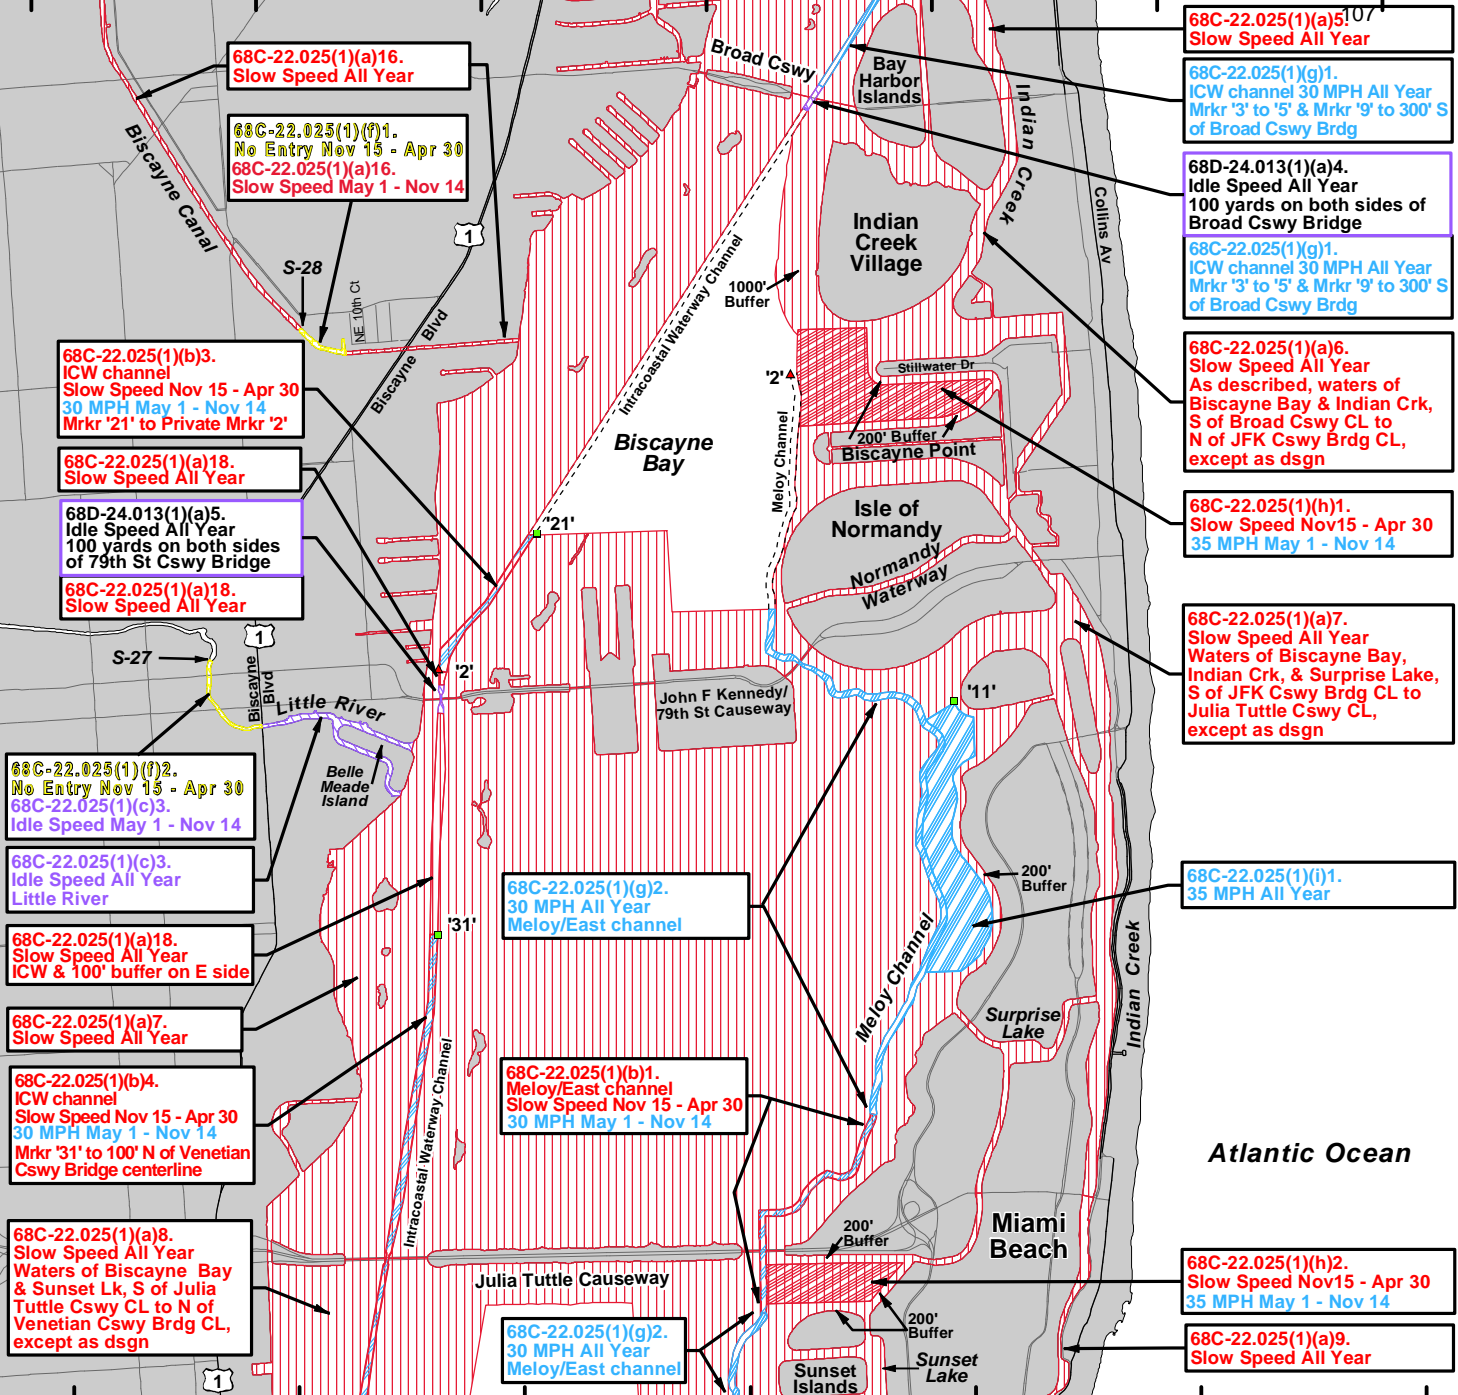 107
68C-22.025(1)(a)5.
Slow Speed All Year
68C-22.025(1)(g)1.
ICW channel 30 MPH All Year
Mrkr '3' to '5' & Mrkr '9' to 300' S
of Broad Cswy Brdg
68D-24.013(1)(a)4.
Idle Speed All Year
100 yards on both sides of
Broad Cswy Bridge
68C-22.025(1)(g)1.
ICW channel 30 MPH All Year
Mrkr '3' to '5' & Mrkr '9' to 300' S
of Broad Cswy Brdg
68C-22.025(1)(a)6.
Slow Speed All Year
As described, waters of
Biscayne Bay & Indian Crk,
S of Broad Cswy CL to
N of JFK Cswy Brdg CL,
except as dsgn
68C-22.025(1)(h)1.
Slow Speed Nov15 - Apr 30
35 MPH May 1 - Nov 14
68C-22.025(1)(a)7.
Slow Speed All Year
Waters of Biscayne Bay,
Indian Crk, & Surprise Lake,
S of JFK Cswy Brdg CL to
Julia Tuttle Cswy CL,
except as dsgn
68C-22.025(1)(i)1.
35 MPH All Year
68C-22.025(1)(h)2.
Slow Speed Nov15 - Apr 30
35 MPH May 1 - Nov 14
68C-22.025(1)(a)9.
Slow Speed All Year
68C-22.025(1)(a)16.
Slow Speed All Year
68C-22.025(1)(f)1.
No Entry Nov 15 - Apr 30
68C-22.025(1)(a)16.
Slow Speed May 1 - Nov 14
68C-22.025(1)(b)3.
ICW channel
Slow Speed Nov 15 - Apr 30
30 MPH May 1 - Nov 14
Mrkr '21' to Private Mrkr '2'
68C-22.025(1)(a)18.
Slow Speed All Year
68D-24.013(1)(a)5.
Idle Speed All Year
100 yards on both sides
of 79th St Cswy Bridge
68C-22.025(1)(a)18.
Slow Speed All Year
68C-22.025(1)(f)2.
No Entry Nov 15 - Apr 30
68C-22.025(1)(c)3.
Idle Speed May 1 - Nov 14
68C-22.025(1)(c)3.
Idle Speed All Year
Little River
68C-22.025(1)(a)18.
Slow Speed All Year
ICW & 100' buffer on E side
68C-22.025(1)(a)7.
Slow Speed All Year
68C-22.025(1)(b)4.
ICW channel
Slow Speed Nov 15 - Apr 30
30 MPH May 1 - Nov 14
Mrkr '31' to 100' N of Venetian
Cswy Bridge centerline
68C-22.025(1)(a)8.
Slow Speed All Year
Waters of Biscayne Bay
& Sunset Lk, S of Julia
Tuttle Cswy CL to N of
Venetian Cswy Brdg CL,
except as dsgn
68C-22.025(1)(g)2.
30 MPH All Year
Meloy/East channel
68C-22.025(1)(b)1.
Meloy/East channel
Slow Speed Nov 15 - Apr 30
30 MPH May 1 - Nov 14
68C-22.025(1)(g)2.
30 MPH All Year
Meloy/East channel
Broad Cswy
Bay
Harbor
Islands
Indian Creek
Collins Av
Biscayne Canal
1
S-28
NE 10th Ct
Biscayne Blvd
Indian
Creek
Village
1000'
Buffer
Intracoastal Waterway Channel
'2'
Stillwater Dr
Meloy Channel
200' Buffer
Biscayne Point
Biscayne
Bay
'21'
Isle of
Normandy
Normandy
Waterway
1
S-27
Biscayne
Blvd
Little River
Belle
Meade
Island
'2'
John F Kennedy/
79th St Causeway
'11'
200'
Buffer
'31'
Meloy Channel
Intracoastal Waterway Channel
Surprise
Lake
Indian Creek
Atlantic Ocean
Miami
Beach
200'
Buffer
Julia Tuttle Causeway
200'
Buffer
Sunset
Lake
Sunset
Islands
1